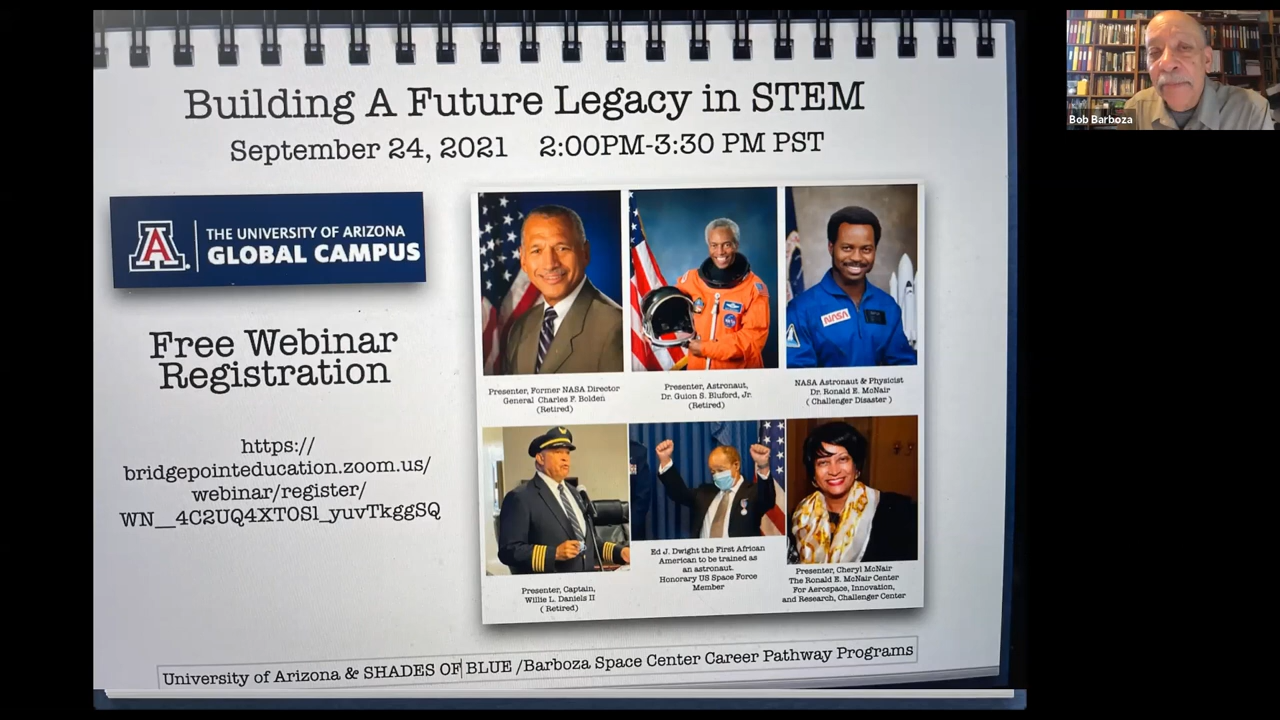 Building A Future Legacy in STEM
September 24, 2021 2:00PM-3:30 PM PST
THE UNIVERSITY OF ARIZONA
GLOBAL CAMPUS
A
Free Webinar
Registration
https://
bridgepointeducation.zoom.us/
webinar/register/
WN__4C2UQ4XTOSl_yuvTkggSQ
Presenter, Former NASA Director
General Charles F. Bolden
(Retired)
Presenter, Astronaut,
Dr. Guion S. Bluford, Jr.
(Retired)
NASA Astronaut & Physicist
Dr. Ronald E. McNair
( Challenger Disaster )
NASA
Presenter, Captain,
Willie L. Daniels II
( Retired)
Ed J. Dwight the First African
American to be trained as
an astronaut.
Honorary US Space Force
Member
Presenter, Cheryl McNair
The Ronald E. McNair Center
For Aerospace, Innovation,
and Research, Challenger Center
University of Arizona & SHADES OF BLUE /Barboza Space Center Career Pathway Programs
Bob Barboza